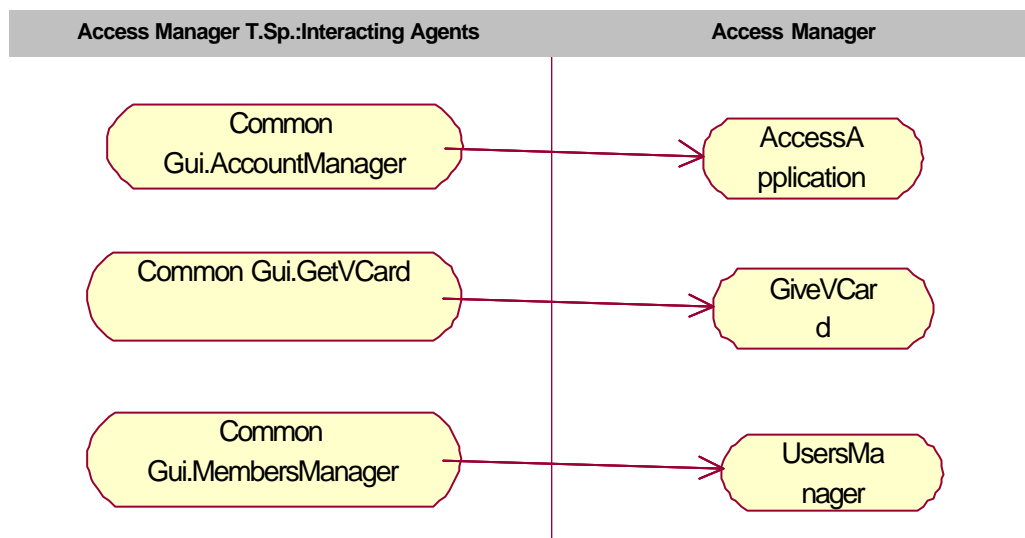 Access Manager T.Sp.:Interacting Agents
Access Manager
Common
Gui.AccountManager
AccessA
pplication
Common Gui.GetVCard
GiveVCar
d
Common
Gui.MembersManager
UsersMa
nager